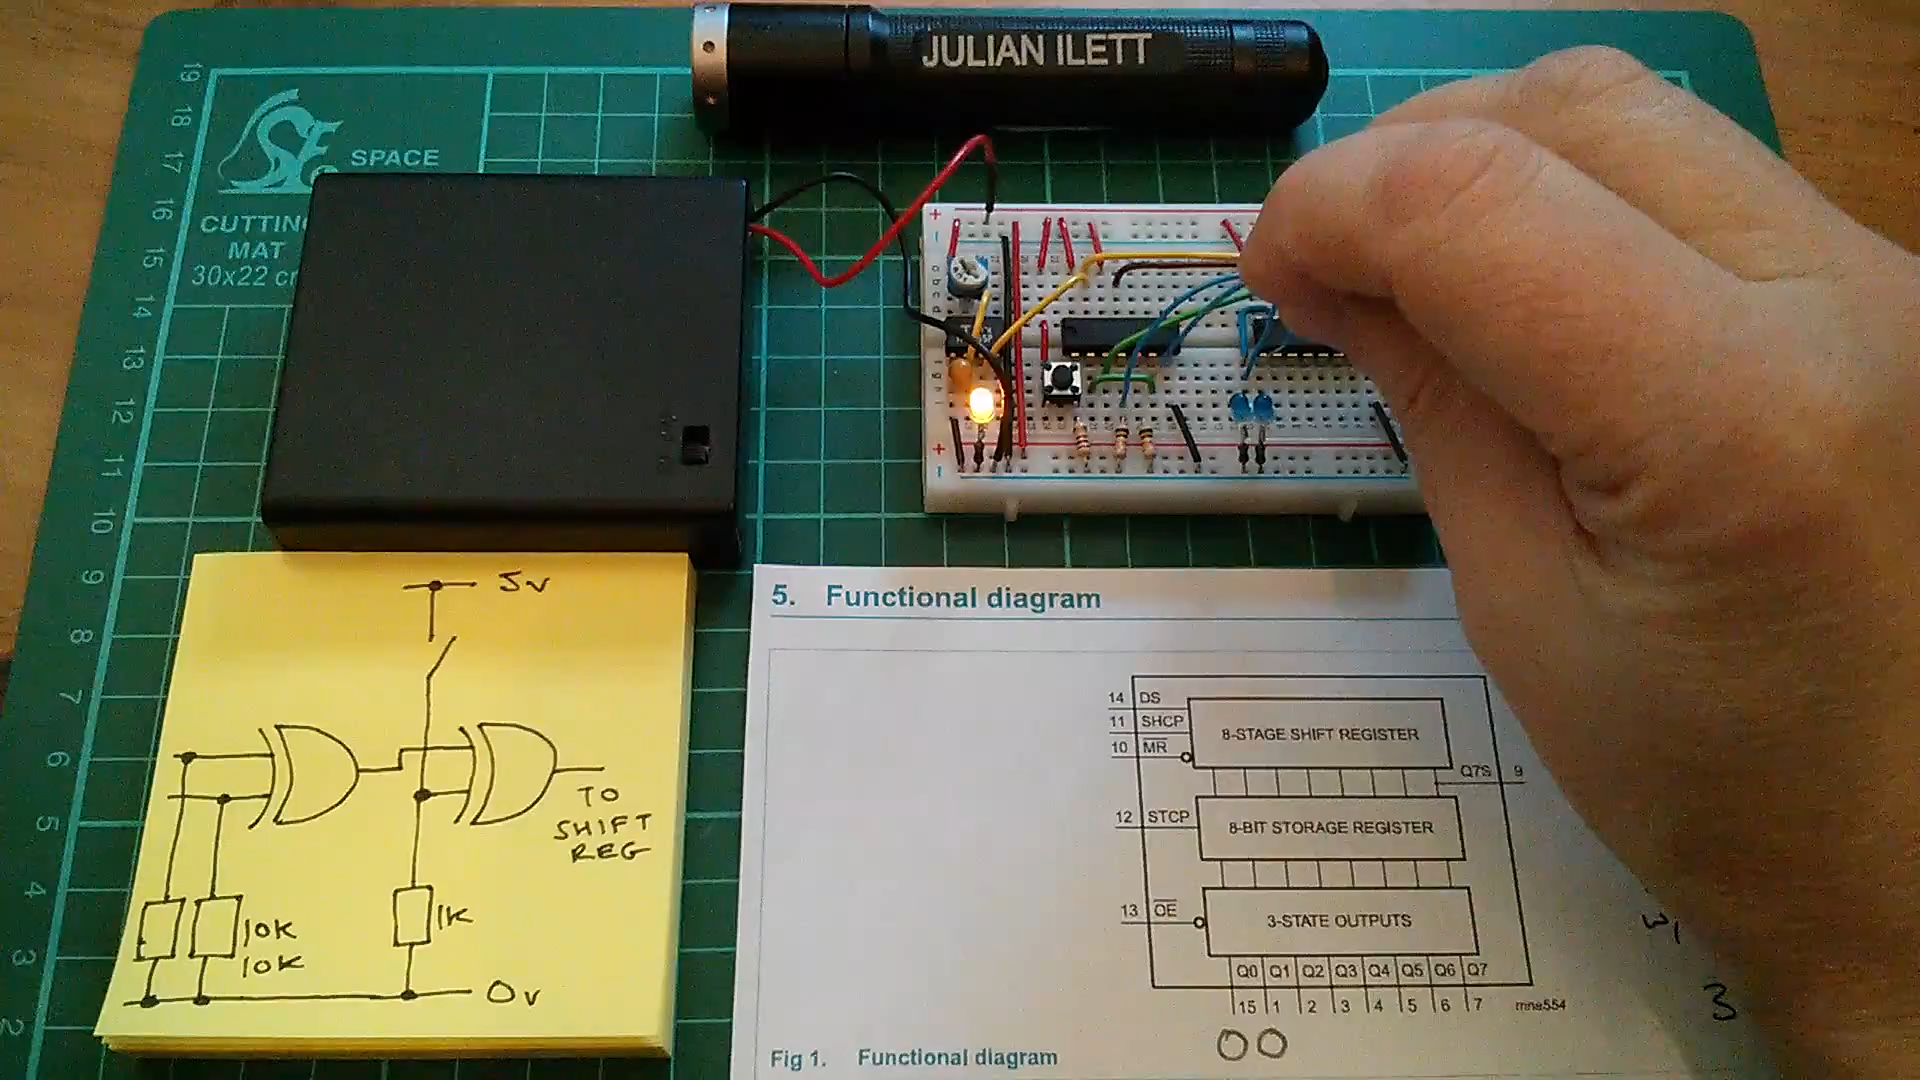 JULIAN ILETT
19
18
17
16
15
14
13
12
11
10
9
8
7
6
5
4
3
2
SPACE
CUTTIN
MAT
30x22 c
5v
TO
SHIFT
REG
10K
10K
1K
0v
5. Functional diagram
14 DS
11 SHCP
10 MR
8-STAGE SHIFT REGISTER
Q7S 9
12 STCP
8-BIT STORAGE REGISTER
13 OE
3-STATE OUTPUTS
Q0 Q1 Q2 Q3 Q4 Q5 Q6 Q7
15 1 2 3 4 5 6 7
mna554
3
Fig 1. Functional diagram